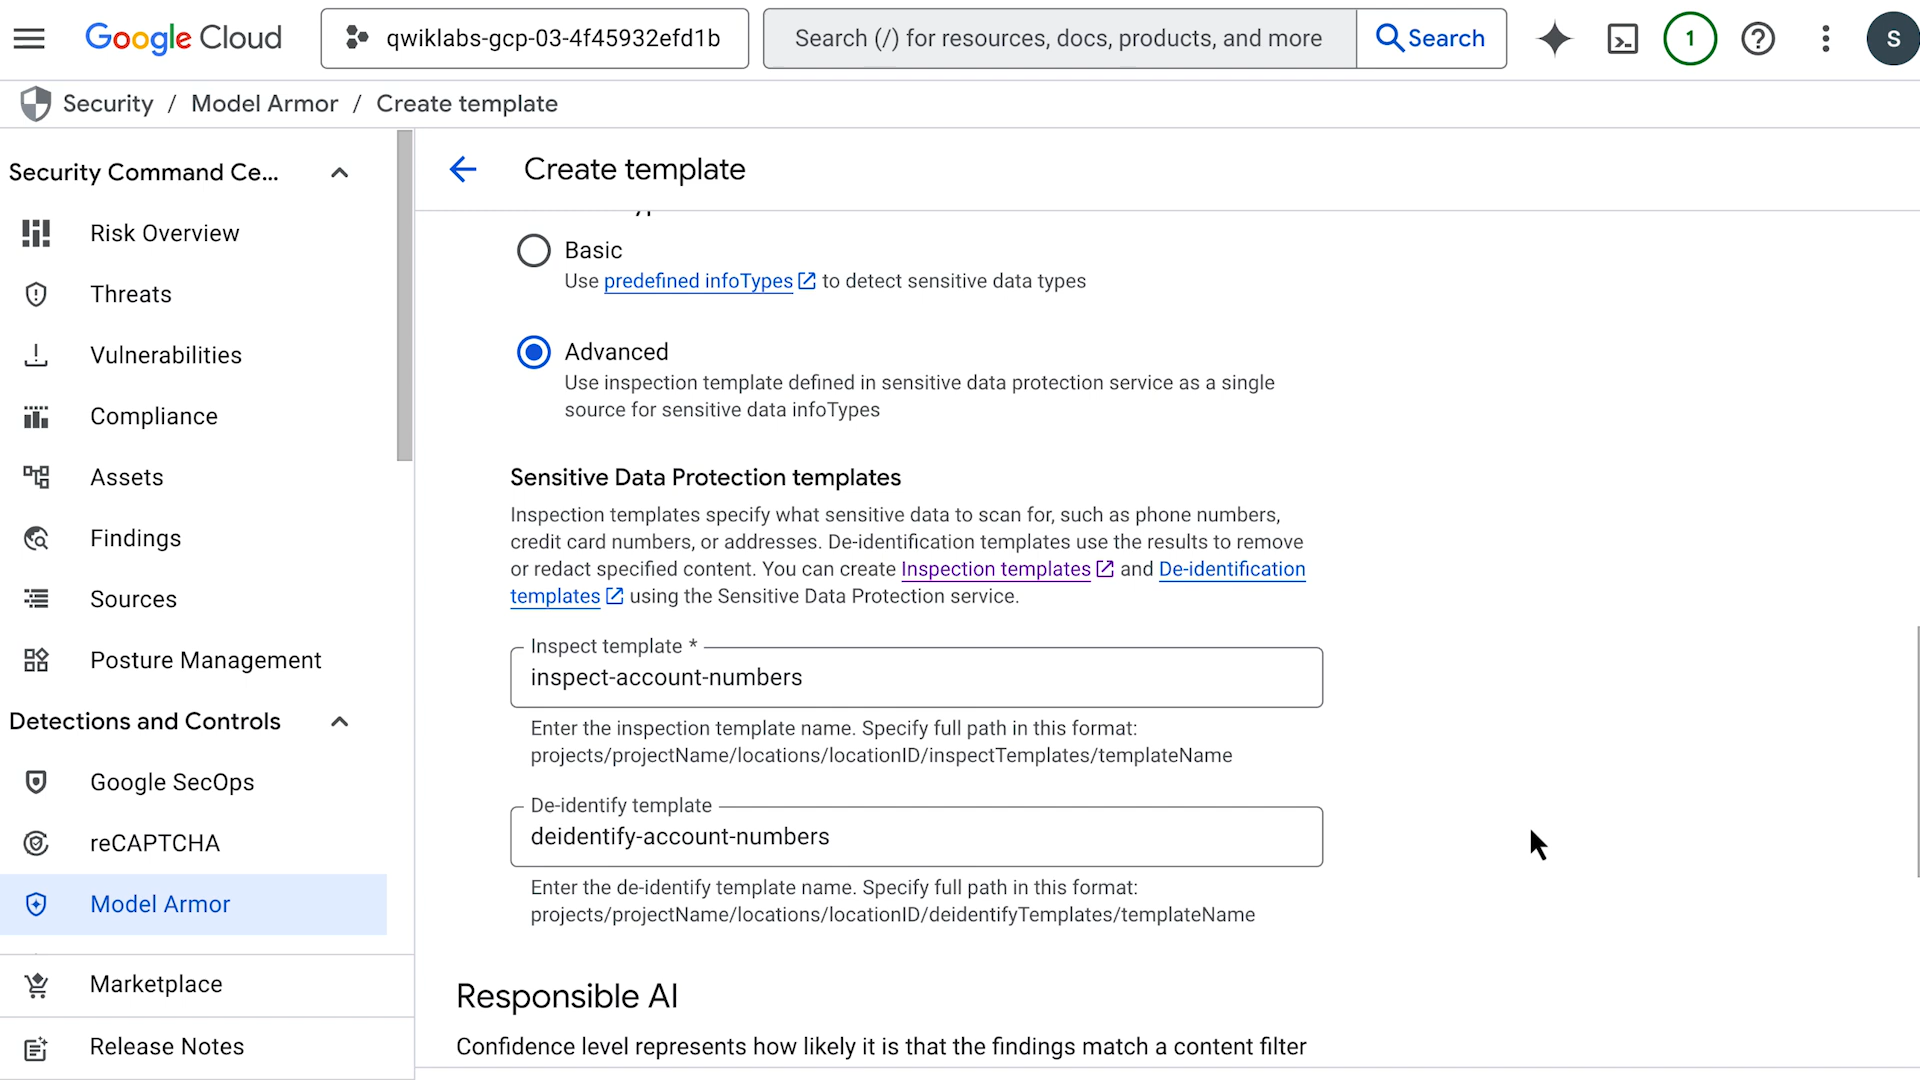 Google Cloud
qwiklabs-gcp-03-4f45932efd1b
Search (/) for resources, docs, products, and more
Search
1
S
Security / Model Armor / Create template
Security Command Ce...
Risk Overview
Threats
Vulnerabilities
Compliance
Assets
Findings
Sources
Posture Management
Detections and Controls
Google SecOps
reCAPTCHA
Model Armor
Marketplace
Release Notes
Create template
Basic
Use predefined infoTypes to detect sensitive data types
Advanced
Use inspection template defined in sensitive data protection service as a single
source for sensitive data infoTypes
Sensitive Data Protection templates
Inspection templates specify what sensitive data to scan for, such as phone numbers,
credit card numbers, or addresses. De-identification templates use the results to remove
or redact specified content. You can create Inspection templates and De-identification
templates using the Sensitive Data Protection service.
Inspect template *
inspect-account-numbers
Enter the inspection template name. Specify full path in this format:
projects/projectName/locations/locationID/inspectTemplates/templateName
De-identify template
deidentify-account-numbers
Enter the de-identify template name. Specify full path in this format:
projects/projectName/locations/locationID/deidentifyTemplates/templateName
Responsible AI
Confidence level represents how likely it is that the findings match a content filter